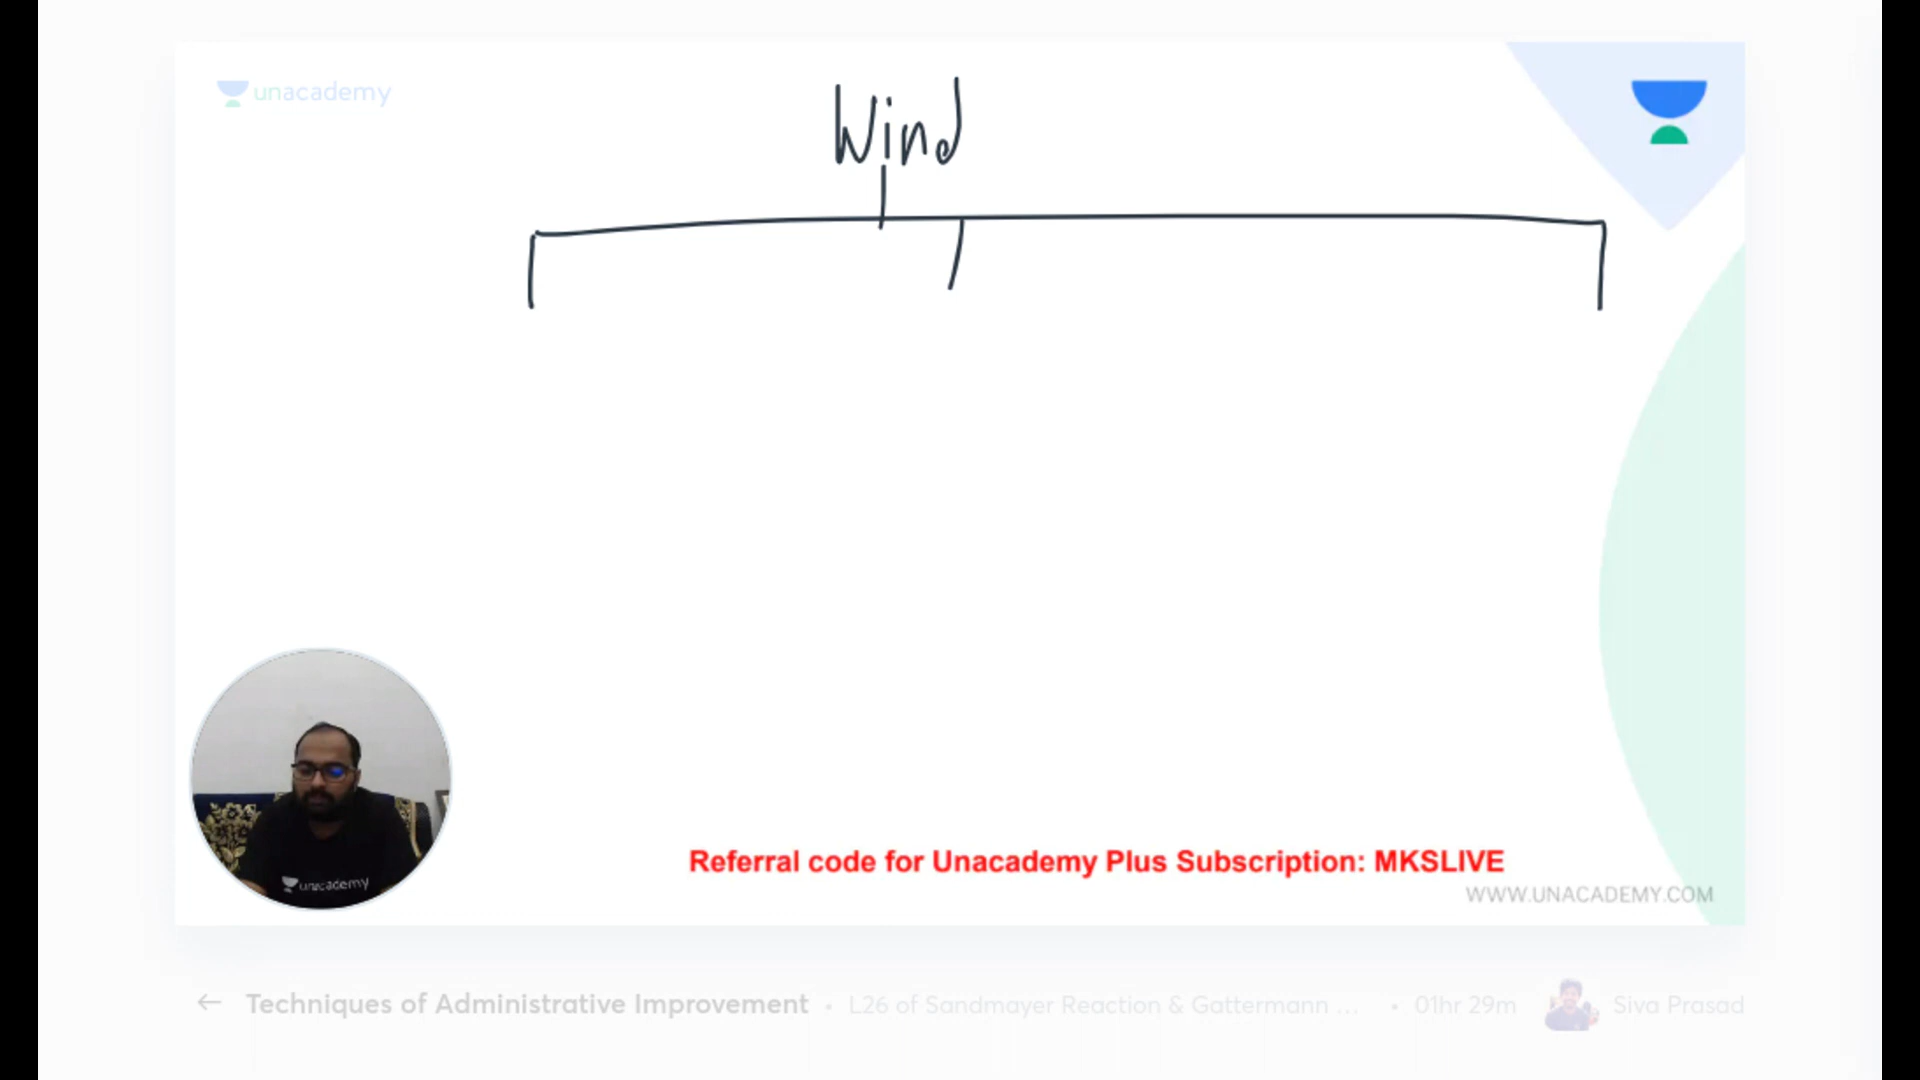 unacademy
Wind
unacademy
Referral code for Unacademy Plus Subscription: MKSLIVE
WWW.UNACADEMY.COM
Techniques of Administrative Improvement • L26 of Sandmayer Reaction & Gattermann ... • 01hr 29m Siva Prasad